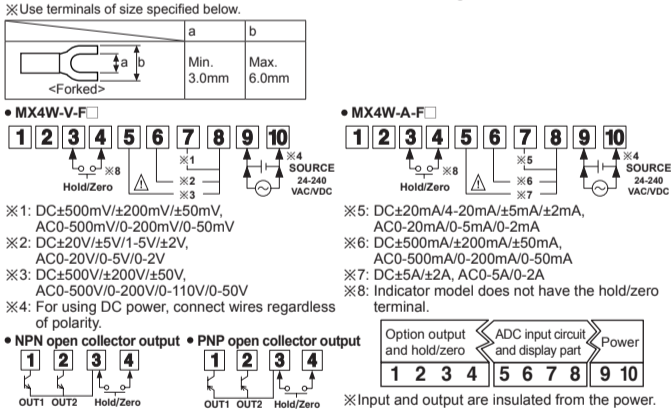 ※Use terminals of size specified below.
a b
a b
<Forked>
Min. 3.0mm
Max. 6.0mm
● MX4W-V-F□
1 2 3 4 5 6 7 8 9 10
※8
Hold/Zero
※1
※2
※3
※4
SOURCE
24-240
VAC/VDC
※1: DC±500mV/±200mV/±50mV,
AC0-500mV/0-200mV/0-50mV
※2: DC±20V/±5V/1-5V/±2V,
AC0-20V/0-5V/0-2V
※3: DC±500V/±200V/±50V,
AC0-500V/0-200V/0-110V/0-50V
※4: For using DC power, connect wires regardless
of polarity.
● NPN open collector output
1 2 3 4
OUT1 OUT2 Hold/Zero
● PNP open collector output
1 2 3 4
OUT1 OUT2 Hold/Zero
● MX4W-A-F□
1 2 3 4 5 6 7 8 9 10
※8
Hold/Zero
※5
※6
※7
※4
SOURCE
24-240
VAC/VDC
※5: DC±20mA/4-20mA/±5mA/±2mA,
AC0-20mA/0-5mA/0-2mA
※6: DC±500mA/±200mA/±50mA,
AC0-500mA/0-200mA/0-50mA
※7: DC±5A/±2A, AC0-5A/0-2A
※8: Indicator model does not have the hold/zero
terminal.
Option output
and hold/zero
ADC input circuit
and display part
Power
1 2 3 4 5 6 7 8 9 10
※Input and output are insulated from the power.